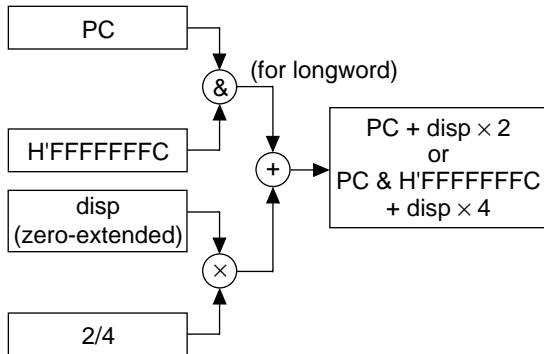 PC
(for longword)
&
H'FFFFFFFC
+
PC + disp × 2
or
PC & H'FFFFFFFC
+ disp × 4
disp
(zero-extended)
×
2/4